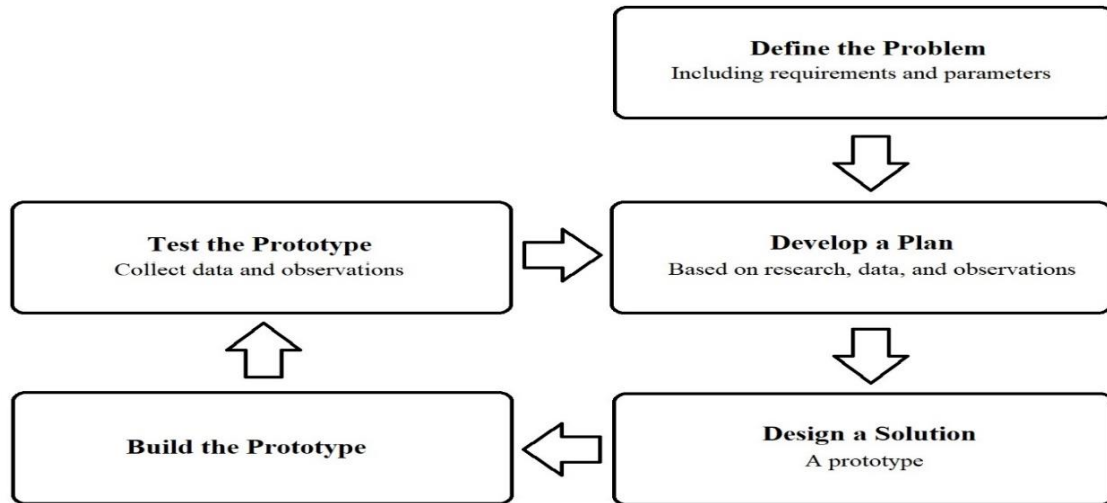 Define the Problem
Including requirements and parameters
Test the Prototype
Collect data and observations
Develop a Plan
Based on research, data, and observations
Build the Prototype
Design a Solution
A prototype